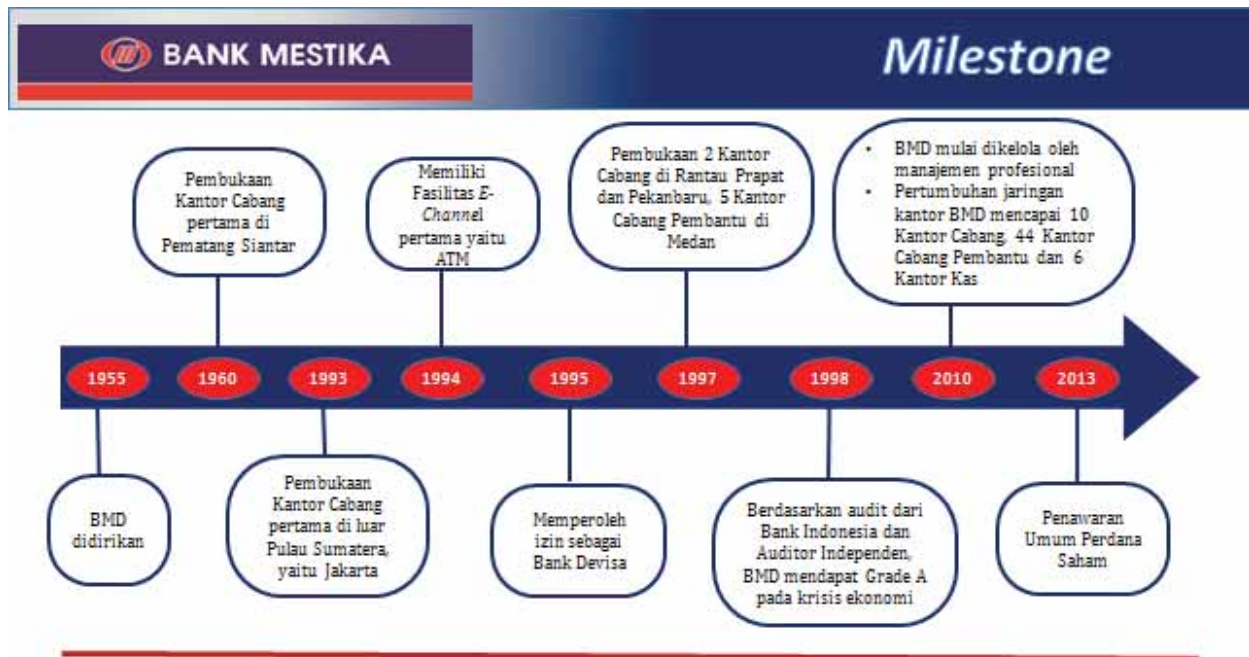 BANK MESTIKA
Milestone
Pembukaan
Kantor Cabang
pertama di
Pematang Siantar
Memiliki
Fasilitas E-
Channel
pertama yaitu
ATM
Pembukaan 2 Kantor
Cabang di Rantau Prapat
dan Pekanbaru, 5 Kantor
Cabang Pembantu di
Medan
• BMD mulai dikelola oleh
manajemen profesional
• Pertumbuhan jaringan
kantor BMD mencapai 10
Kantor Cabang, 44 Kantor
Cabang Pembantu dan 6
Kantor Kas
1955 1960 1993 1994 1995 1997 1998 2010 2013
BMD
didirikan
Pembukaan
Kantor Cabang
pertama di luar
Pulau Sumatera,
yaitu Jakarta
Memperoleh
izin sebagai
Bank Devisa
Berdasarkan audit dari
Bank Indonesia dan
Auditor Independen,
BMD mendapat Grade A
pada krisis ekonomi
Penawaran
Umum Perdana
Saham